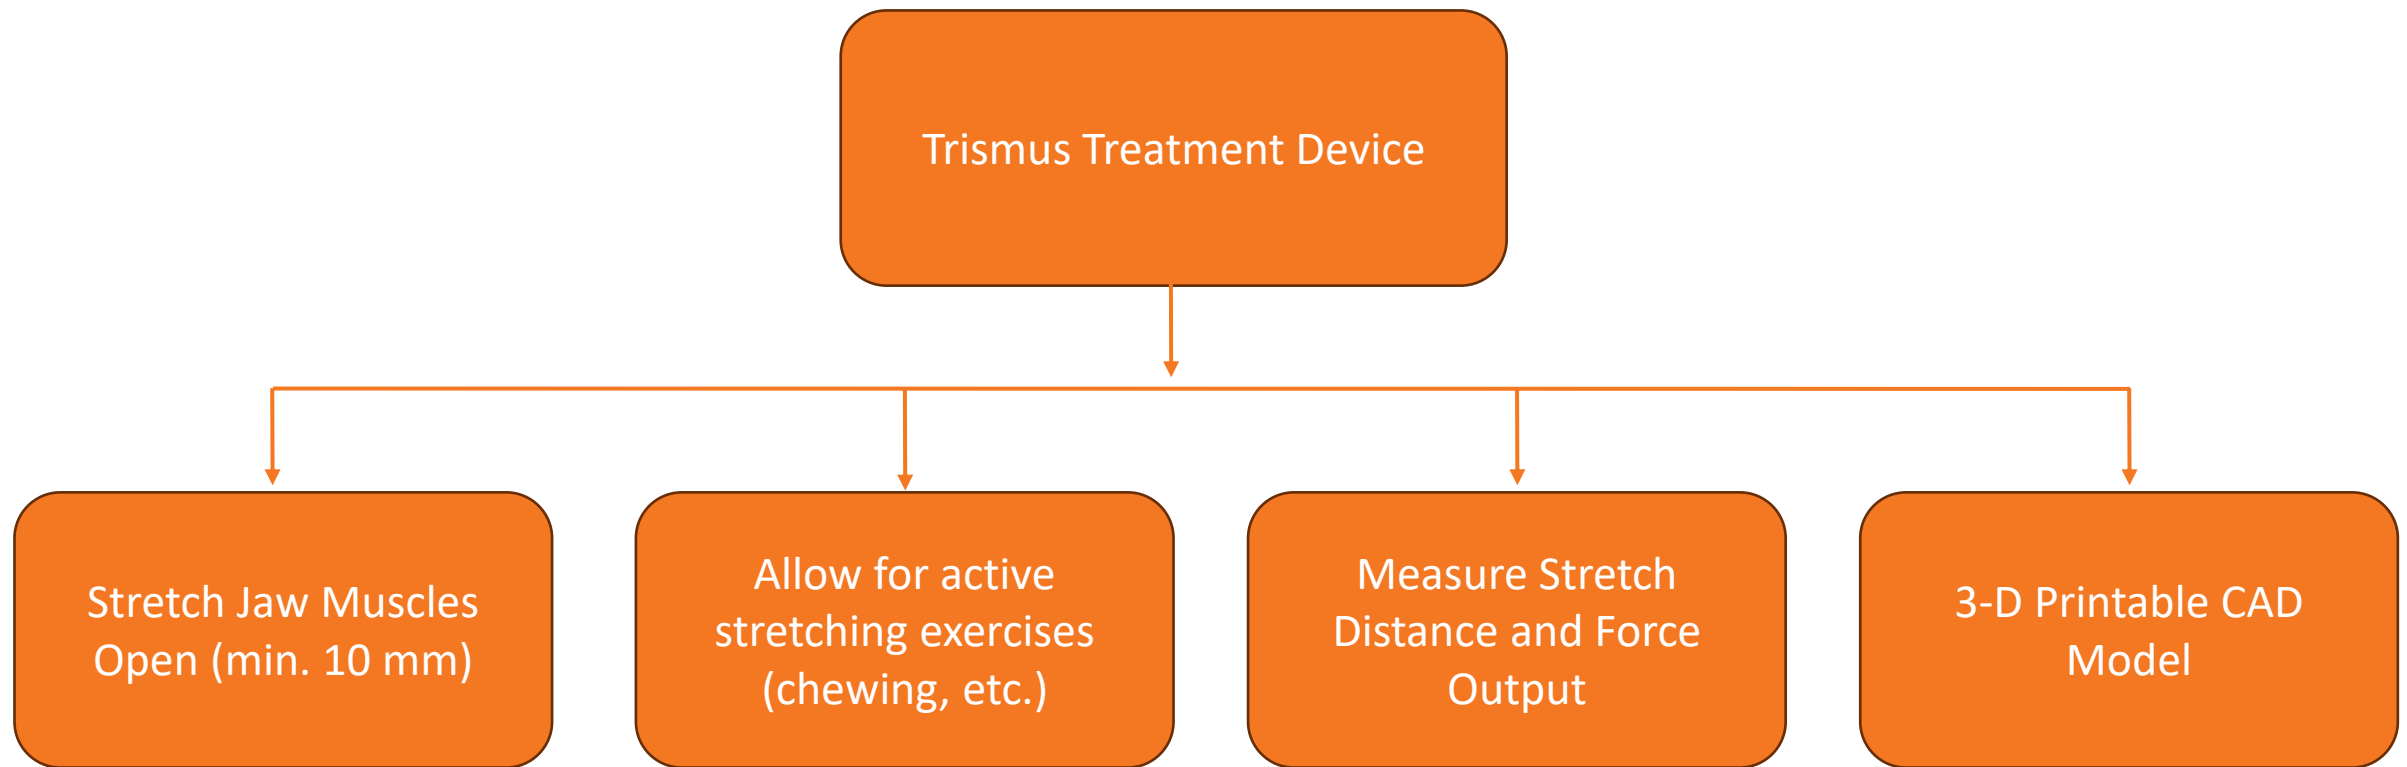 Trismus Treatment Device
Stretch Jaw Muscles
Open (min. 10 mm)
Allow for active
stretching exercises
(chewing, etc.)
Measure Stretch
Distance and Force
Output
3-D Printable CAD
Model